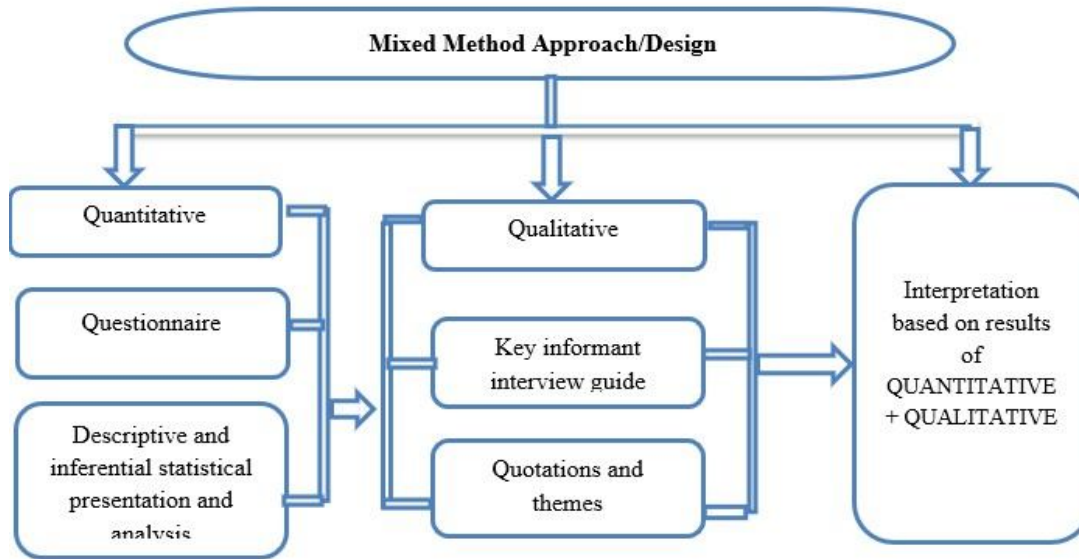 Mixed Method Approach/Design
Quantitative
Questionnaire
Descriptive and
inferential statistical
presentation and
analysis
Qualitative
Key informant
interview guide
Quotations and
themes
Interpretation
based on results
of
QUANTITATIVE
+ QUALITATIVE